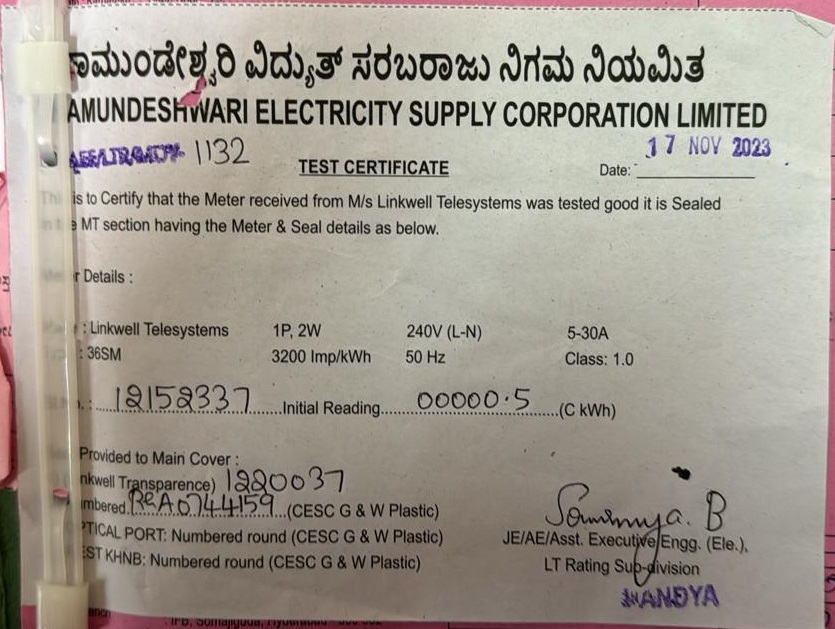 ಚಾಮುಂಡೇಶ್ವರಿ ವಿದ್ಯುತ್ ಸರಬರಾಜು ನಿಗಮ ನಿಯಮಿತ
AMUNDESHWARI ELECTRICITY SUPPLY CORPORATION LIMITED
1132
17 NOV 2023
TEST CERTIFICATE
Date:
This is to Certify that the Meter received from M/s Linkwell Telesystems was tested good it is Sealed
MT section having the Meter & Seal details as below.
r Details :
: Linkwell Telesystems 1P, 2W 240V (L-N) 5-30A
: 36SM 3200 Imp/kWh 50 Hz Class: 1.0
12152337 Initial Reading 00000.5 (C kWh)
Provided to Main Cover :
nkwell Transparence) 1220037
mbered ReA0744159 (CESC G & W Plastic)
PTICAL PORT: Numbered round (CESC G & W Plastic)
EST KHNB: Numbered round (CESC G & W Plastic)
Soumya. B
JE/AE/Asst. Executive Engg. (Ele.),
LT Rating Sub-division
MANDYA